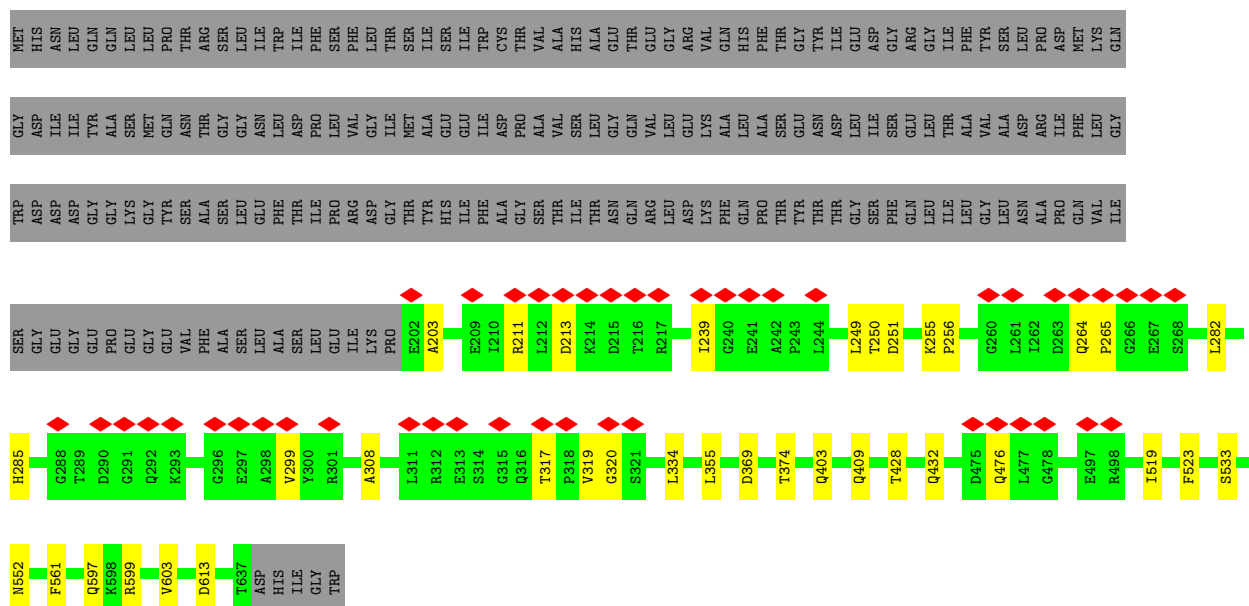 MET HIS ASN LEU GLN GLN LEU LEU PRO THR ARG SER LEU ILE TRP ILE PHE SER PHE LEU THR SER ILE SER ILE TRP CYS THR VAL ALA HIS ALA GLU THR GLU GLY ARG VAL GLN HIS PHE THR GLY TYR ILE GLU ASP GLY ARG GLY ILE PHE TYR SER LEU PRO ASP MET LYS GLN
GLY ASP ILE ILE TYR ALA SER MET GLN ASN THR GLY GLY ASN LEU ASP PRO LEU VAL GLY ILE MET ALA GLU GLU ILE ASP PRO ALA VAL SER LEU GLY GLN VAL LEU GLU LYS ALA LEU ALA SER GLU ASN ASP LEU ILE SER GLU LEU THR ALA VAL ALA ASP ARG ILE PHE LEU GLY
TRP ASP ASP ASP GLY GLY LYS GLY TYR SER ALA SER LEU GLU PHE THR ILE PRO ARG ASP GLY THR TYR HIS ILE PHE ALA GLY SER THR ILE THR ASN GLN ARG LEU ASP LYS PHE GLN PRO THR TYR THR THR GLY SER PHE GLN LEU ILE LEU GLY LEU ASN ALA PRO GLN VAL ILE
SER GLY GLU GLY GLU PRO GLU GLY GLU VAL PHE ALA SER LEU ALA SER LEU GLU ILE LYS PRO E202 A203 E209 I210 R211 L212 D213 K214 D215 T216 R217 I239 G240 E241 A242 P243 L244 L249 T250 D251 K255 P256 G260 L261 I262 D263 Q264 P265 G266 E267 S268 L282
H285 G288 T289 D290 G291 Q292 K293 G296 E297 A298 V299 Y300 R301 A308 L311 R312 E313 S314 G315 Q316 T317 P318 V319 G320 S321 L334 L355 D369 T374 Q403 Q409 T428 Q432 D475 Q476 L477 G478 E497 R498 I519 F523 S533
N552 F561 Q597 K598 R599 V603 D613 T637 ASP HIS ILE GLY TRP